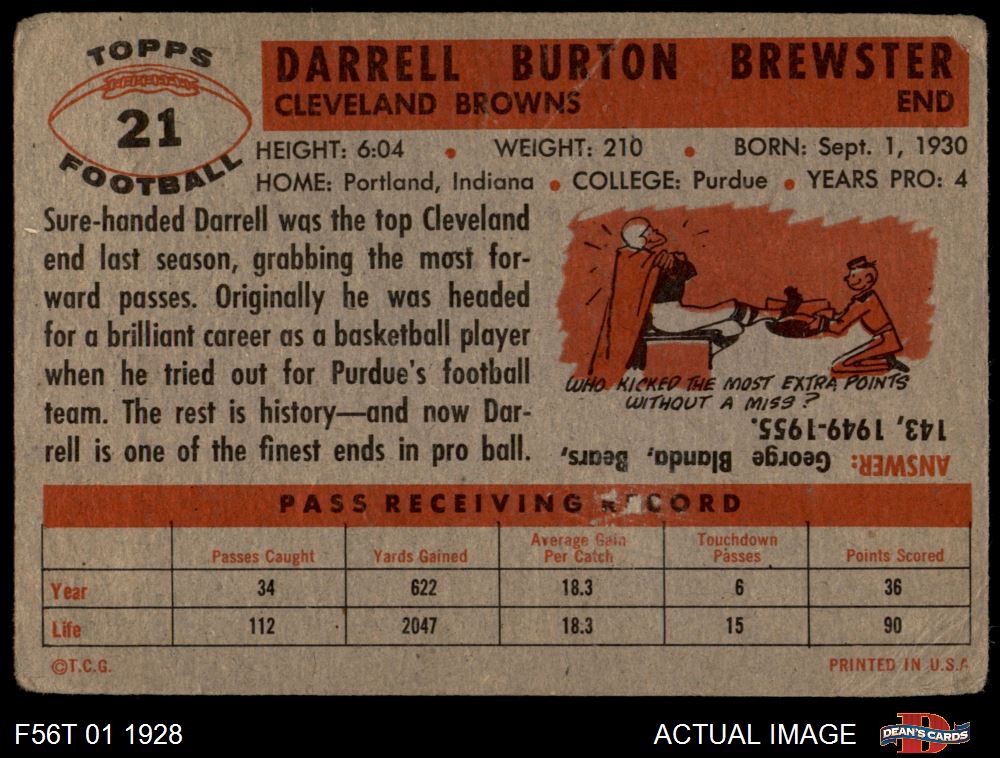 TOPPS
21
FOOTBALL
DARRELL BURTON BREWSTER
CLEVELAND BROWNS END
HEIGHT: 6:04 • WEIGHT: 210 • BORN: Sept. 1, 1930
HOME: Portland, Indiana • COLLEGE: Purdue • YEARS PRO: 4
Sure-handed Darrell was the top Cleveland
end last season, grabbing the most for-
ward passes. Originally he was headed
for a brilliant career as a basketball player
when he tried out for Purdue's football
team. The rest is history—and now Dar-
rell is one of the finest ends in pro ball.
WHO KICKED THE MOST EXTRA POINTS
WITHOUT A MISS?
ANSWER: George Blanda, Bears,
143, 1949-1955.
PASS RECEIVING RECORD
Passes Caught Yards Gained Average Gain Per Catch Touchdown Passes Points Scored
Year 34 622 18.3 6 36
Life 112 2047 18.3 15 90
©T.C.G. PRINTED IN U.S.A
F56T 01 1928 ACTUAL IMAGE DEAN'S CARDS